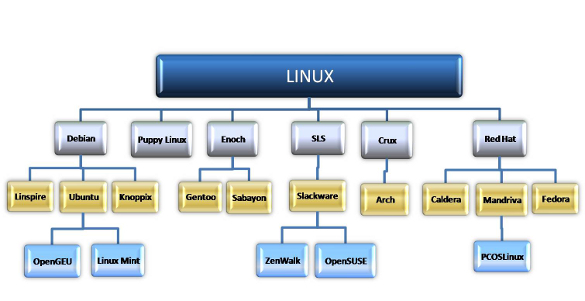 LINUX
Debian
Puppy Linux
Enoch
SLS
Crux
Red Hat
Linspire
Ubuntu
Knoppix
Gentoo
Sabayon
Slackware
Arch
Caldera
Mandriva
Fedora
OpenGEU
Linux Mint
ZenWalk
OpenSUSE
PCOSLinux